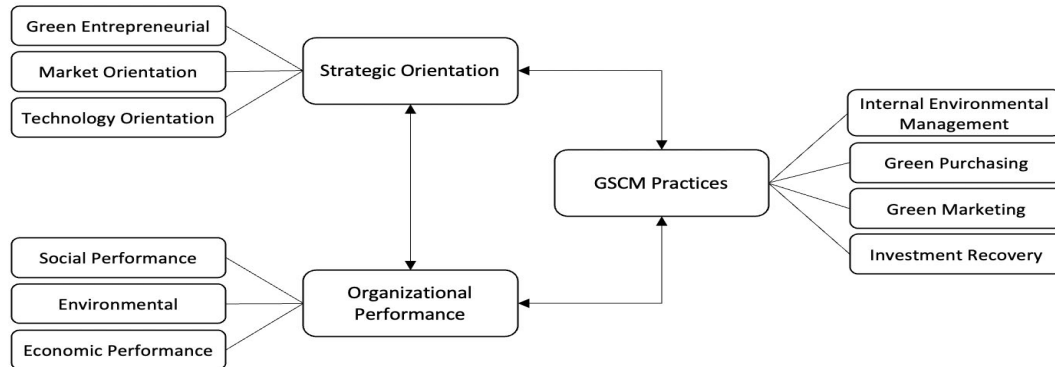 Green Entrepreneurial
Market Orientation
Technology Orientation
Strategic Orientation
GSCM Practices
Internal Environmental
Management
Green Purchasing
Green Marketing
Investment Recovery
Social Performance
Environmental
Economic Performance
Organizational
Performance